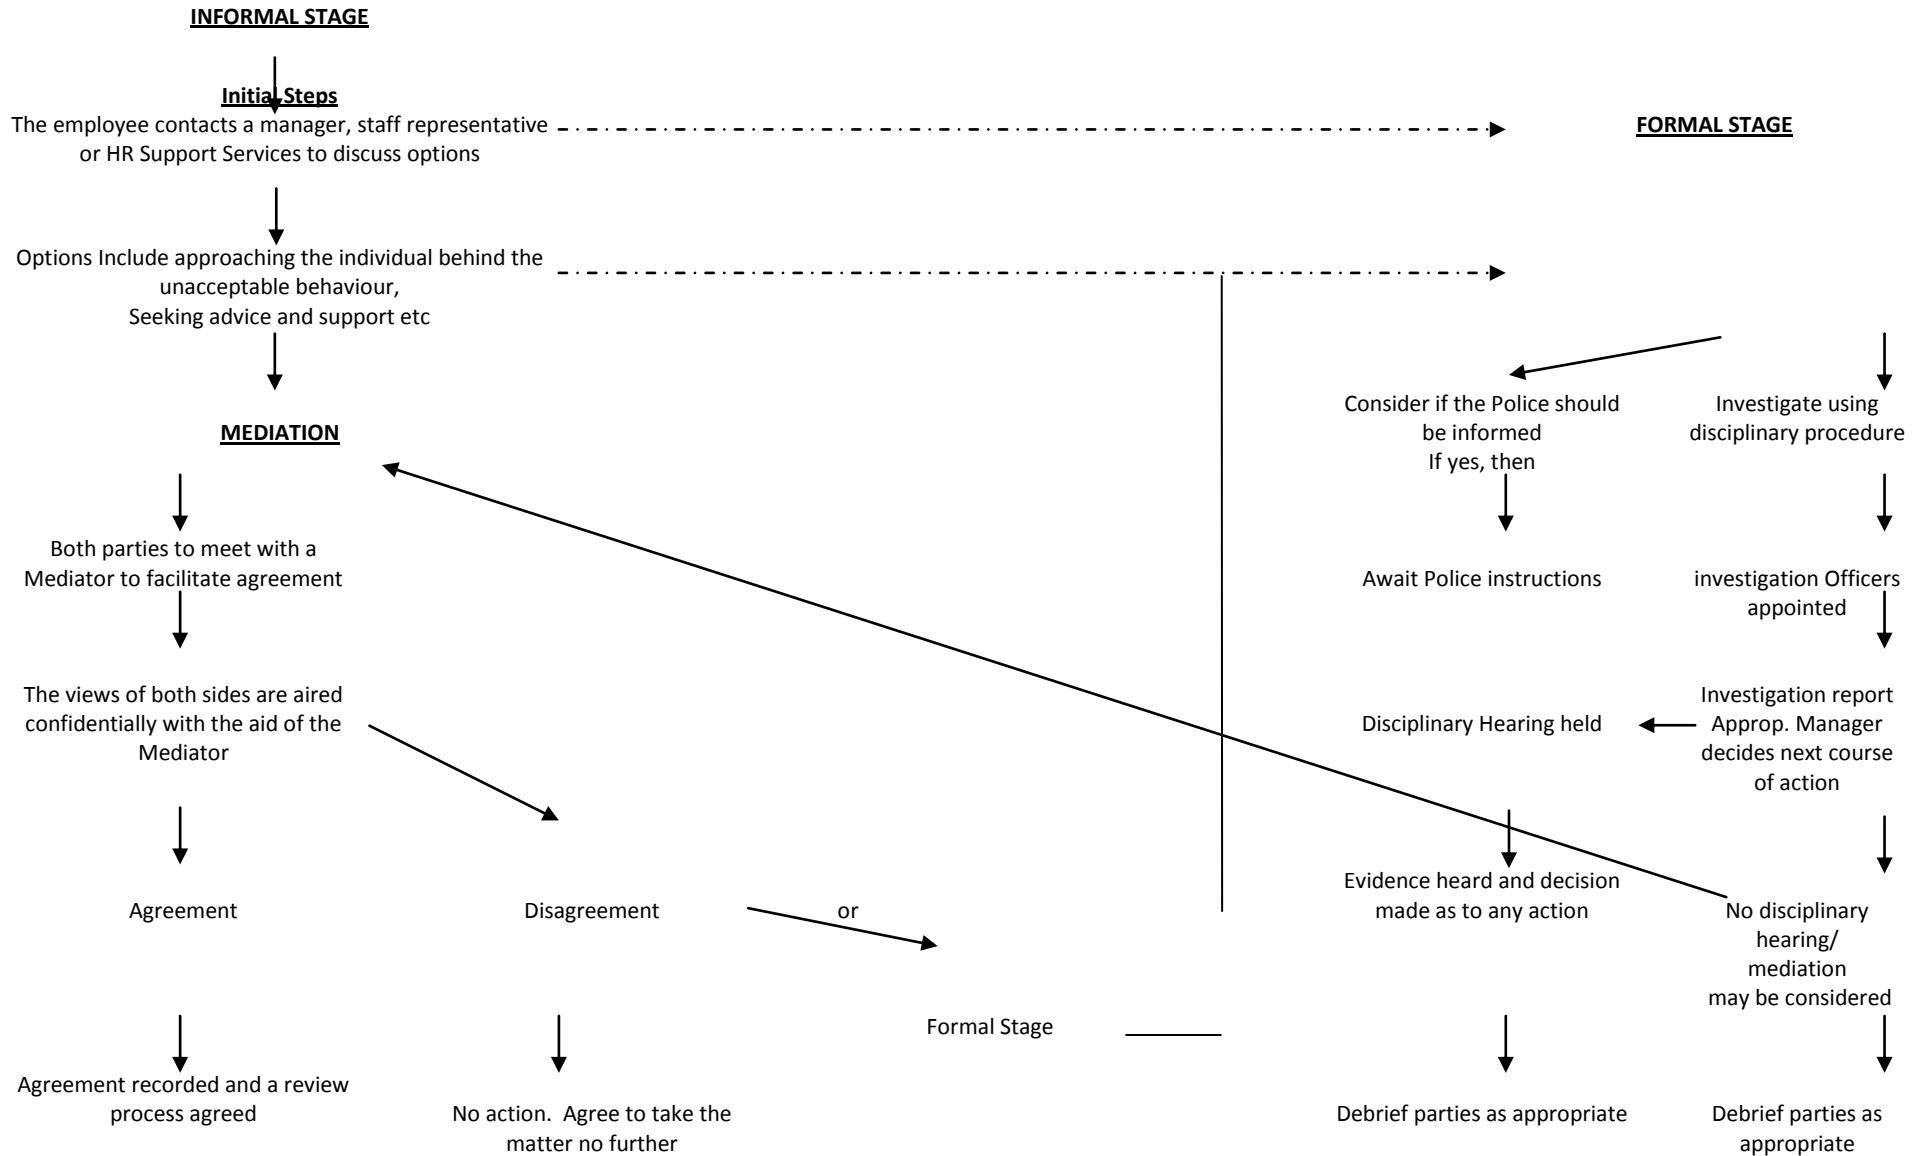 INFORMAL STAGE
Initial Steps
The employee contacts a manager, staff representative
or HR Support Services to discuss options
FORMAL STAGE
Options Include approaching the individual behind the
unacceptable behaviour,
Seeking advice and support etc
MEDIATION
Consider if the Police should
be informed
If yes, then
Investigate using
disciplinary procedure
Both parties to meet with a
Mediator to facilitate agreement
Await Police instructions
investigation Officers
appointed
The views of both sides are aired
confidentially with the aid of the
Mediator
Disciplinary Hearing held
Investigation report
Approp. Manager
decides next course
of action
Agreement
Disagreement
or
Evidence heard and decision
made as to any action
No disciplinary
hearing/
mediation
may be considered
Formal Stage
Agreement recorded and a review
process agreed
No action.  Agree to take the
matter no further
Debrief parties as appropriate
Debrief parties as
appropriate